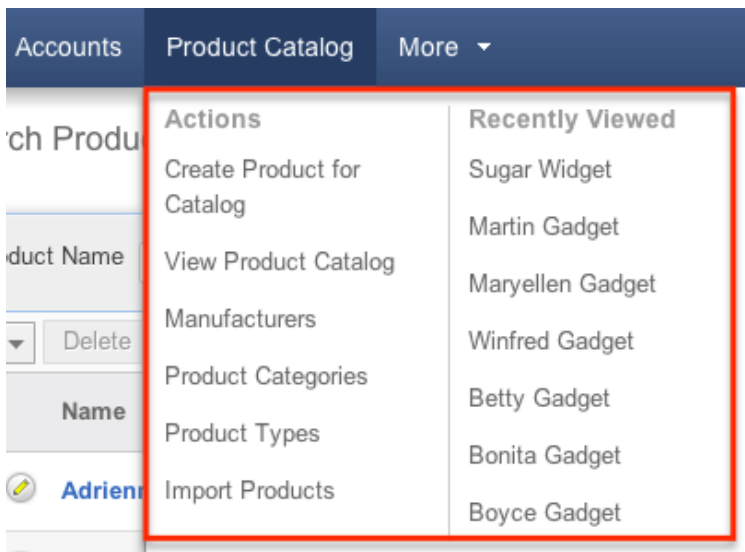 Accounts Product Catalog More
Actions
Create Product for
Catalog
View Product Catalog
Manufacturers
Product Categories
Product Types
Import Products
Recently Viewed
Sugar Widget
Martin Gadget
Maryellen Gadget
Winfred Gadget
Betty Gadget
Bonita Gadget
Boyce Gadget
rch Produ
duct Name
Delete
Name
Adrienn